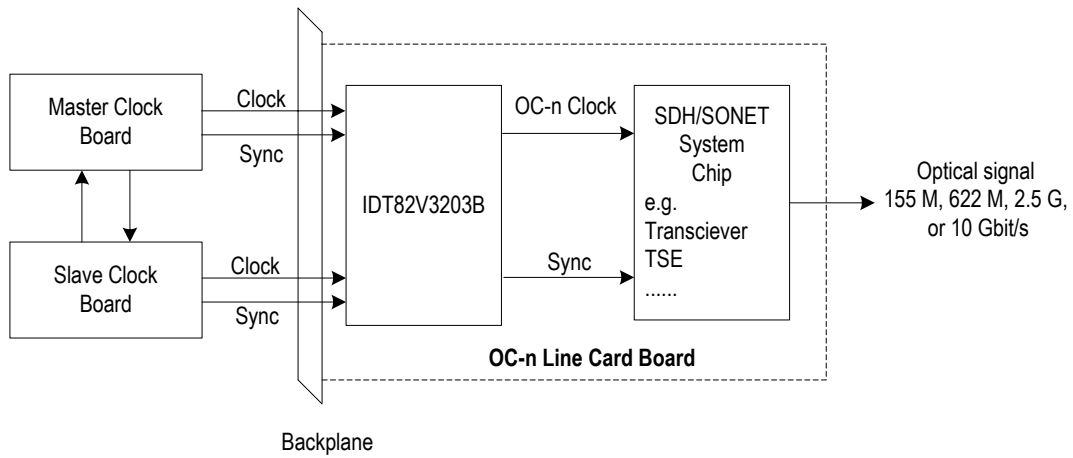 Master Clock
Board
Clock
Sync
Slave Clock
Board
Clock
Sync
IDT82V3203B
OC-n Clock
Sync
SDH/SONET
System
Chip
e.g.
Transciever
TSE
......
Optical signal
155 M, 622 M, 2.5 G,
or 10 Gbit/s
OC-n Line Card Board
Backplane